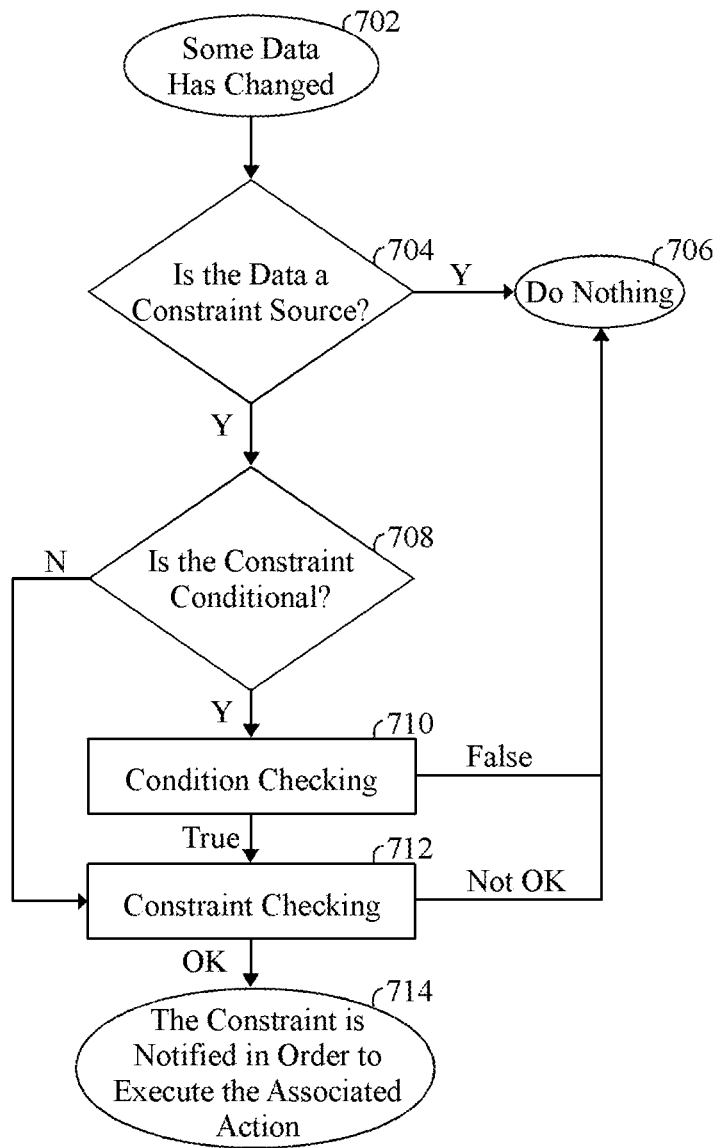 702
Some Data
Has Changed
704
Is the Data a
Constraint Source?
Y
706
Do Nothing
Y
708
Is the Constraint
Conditional?
N
Y
710
Condition Checking
False
True
712
Constraint Checking
Not OK
OK
714
The Constraint is
Notified in Order to
Execute the Associated
Action